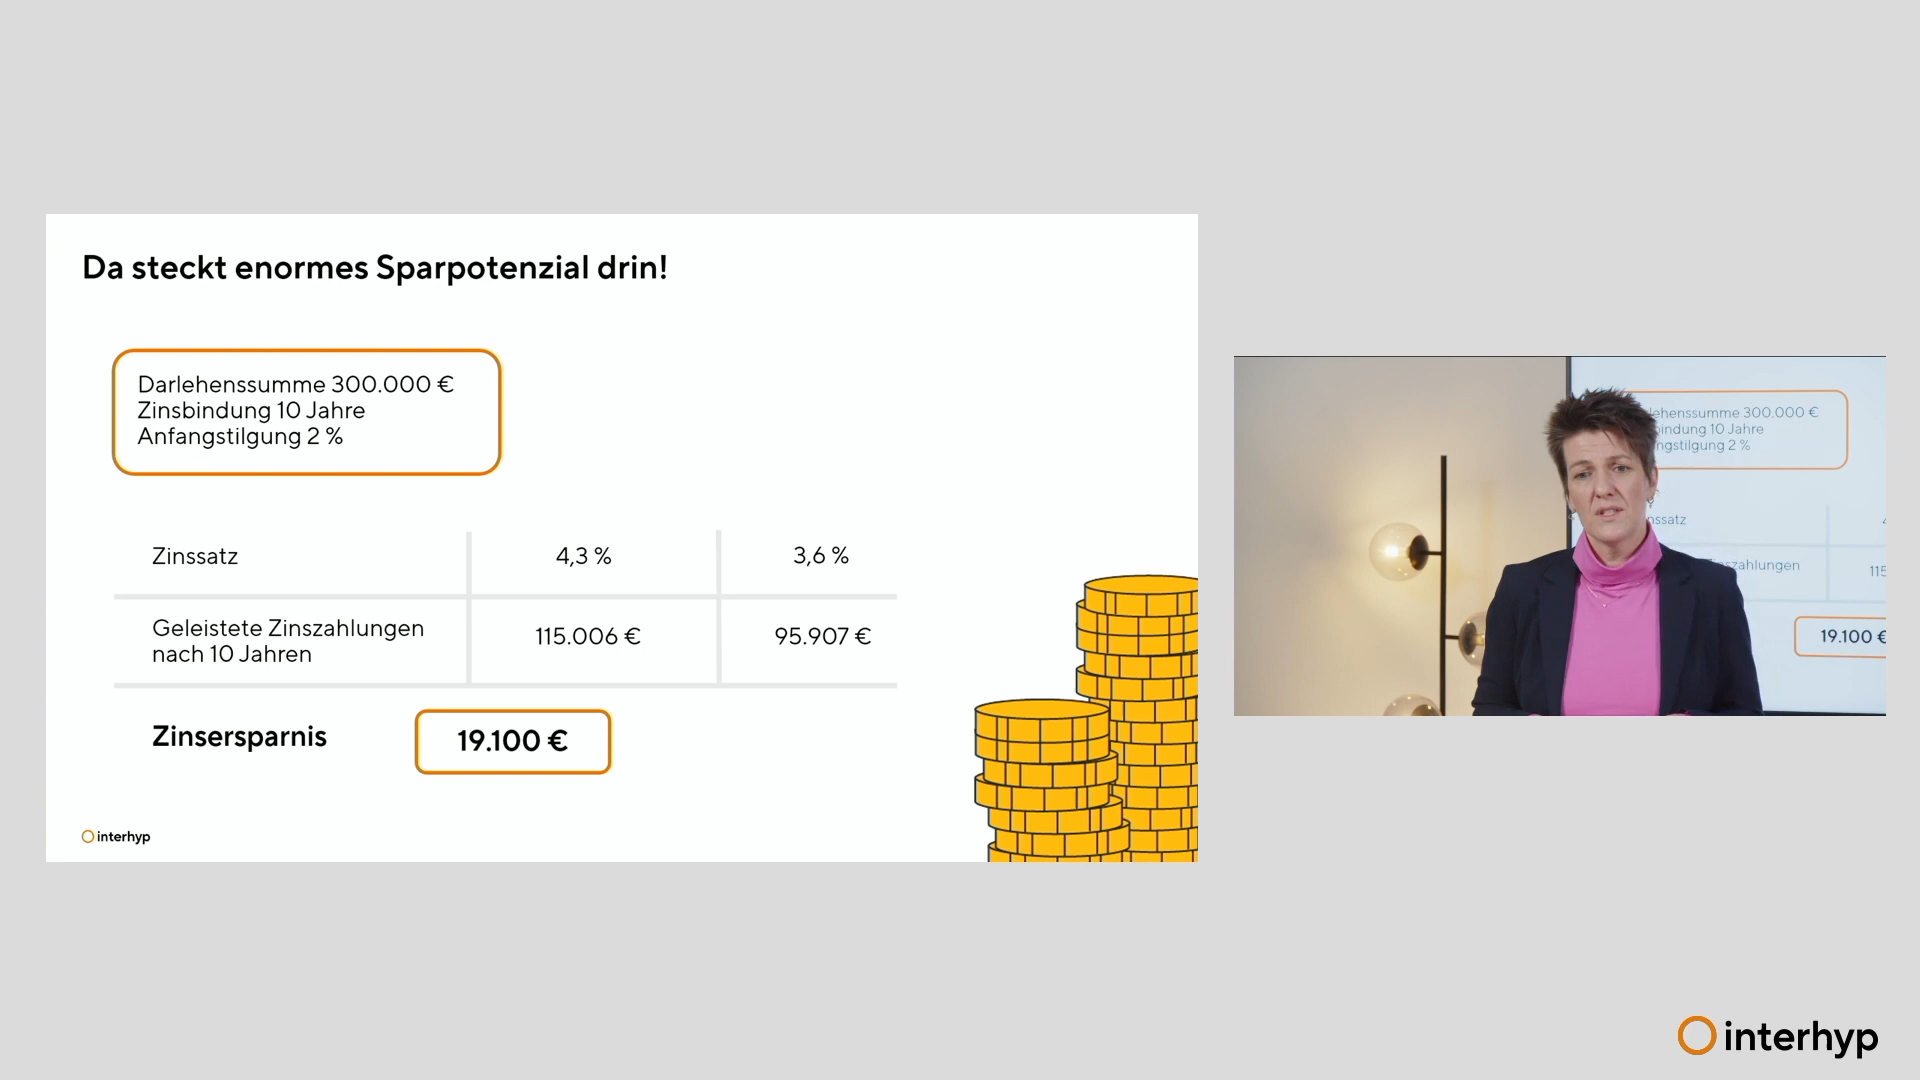 Da steckt enormes Sparpotenzial drin!
Darlehenssumme 300.000 €
Zinsbindung 10 Jahre
Anfangstilgung 2 %
Zinssatz 4,3 % 3,6 %
Geleistete Zinszahlungen
nach 10 Jahren 115.006 € 95.907 €
Zinsersparnis 19.100 €
interhyp
ehenssumme 300.000 €
indung 10 Jahre
ngstilgung 2 %
nssatz
nszahlungen 115
19.100 €
interhyp